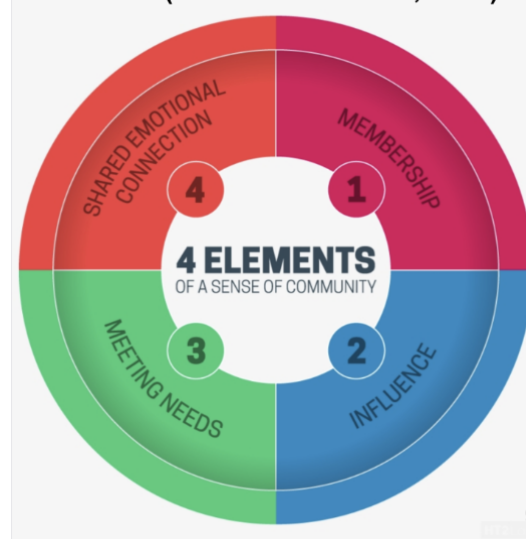 4 ELEMENTS
OF A SENSE OF COMMUNITY
1
MEMBERSHIP
2
INFLUENCE
3
MEETING NEEDS
4
SHARED EMOTIONAL
CONNECTION